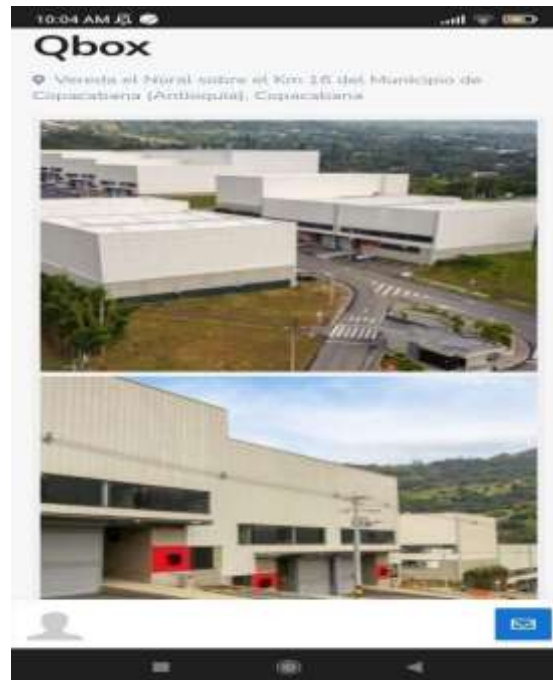 10:04 AM
Qbox
Vereda el Noral sobre el Km 16 del Municipio de
Copacabana (Antioquia), Copacabana